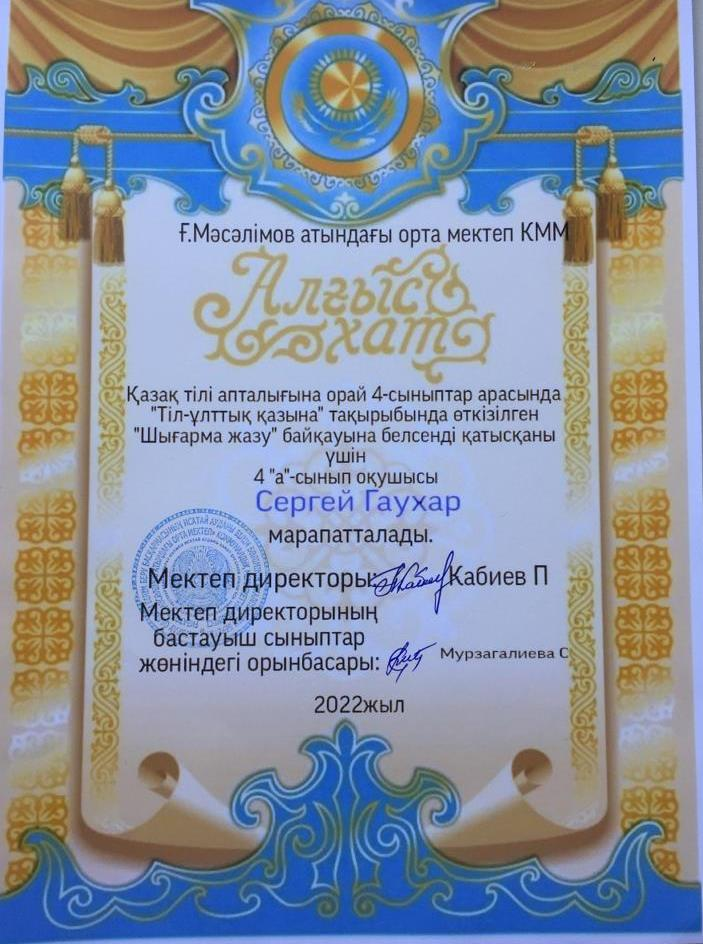 Ғ.Мәсәлімов атындағы орта мектеп КММ
Алғыс
хат
Қазақ тілі апталығына орай 4-сыныптар арасында
"Тіл-ұлттық қазына" тақырыбында өткізілген
"Шығарма жазу" байқауына белсенді қатысқаны
үшін
4 "а"-сынып оқушысы
Сергей Гаухар
марапатталады.
Мектеп директоры: Кабиев П
Мектеп директорының
бастауыш сыныптар
жөніндегі орынбасары: Мурзагалиева С
2022жыл